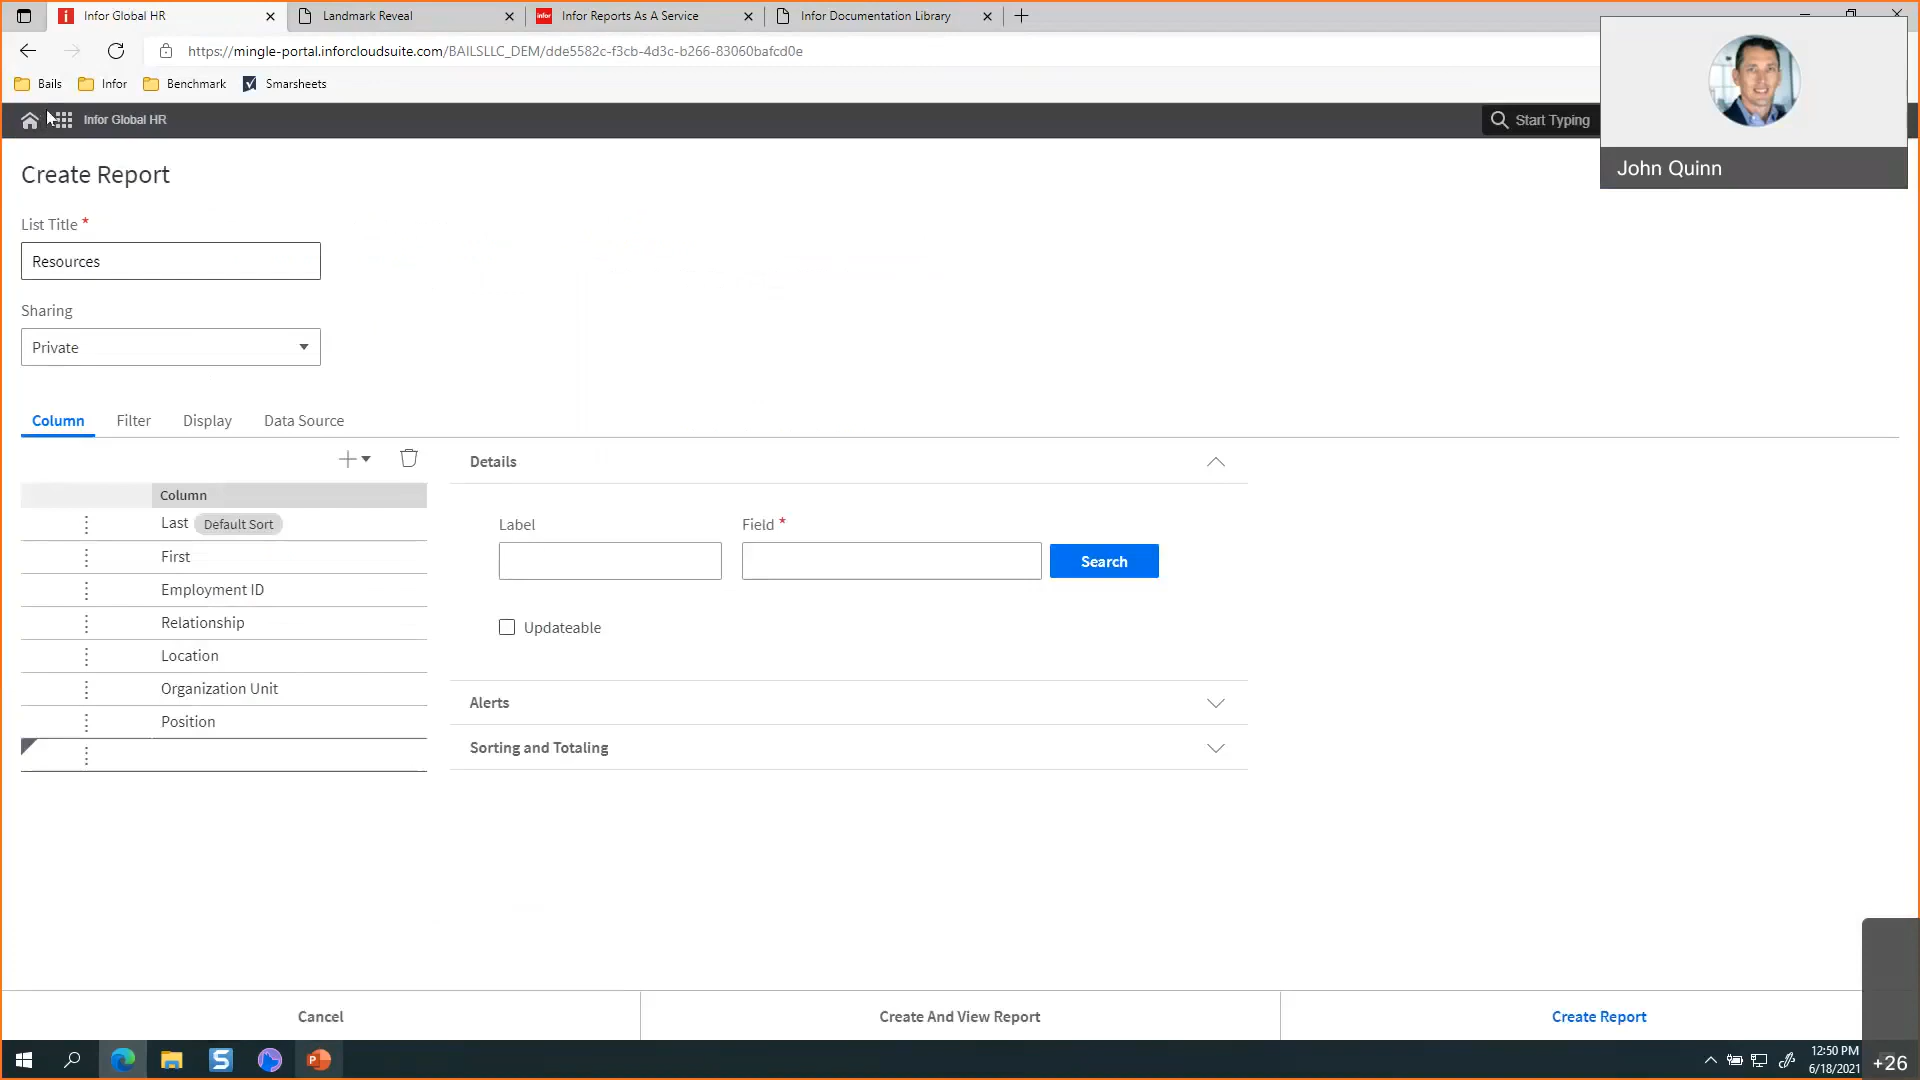 Infor Global HR
Landmark Reveal
infor
Infor Reports As A Service
Infor Documentation Library
https://mingle-portal.inforcloudsuite.com/BAILSLLC_DEM/dde5582c-f3cb-4d3c-b266-83060bafcd0e
Bails
Infor
Benchmark
Smarsheets
Infor Global HR
Start Typing
John Quinn
Create Report
List Title *
Resources
Sharing
Private
Column
Filter
Display
Data Source
Details
Column
Last Default Sort
First
Employment ID
Relationship
Location
Organization Unit
Position
Label
Field *
Search
Updateable
Alerts
Sorting and Totaling
Cancel
Create And View Report
Create Report
12:50 PM
6/18/2021
+26